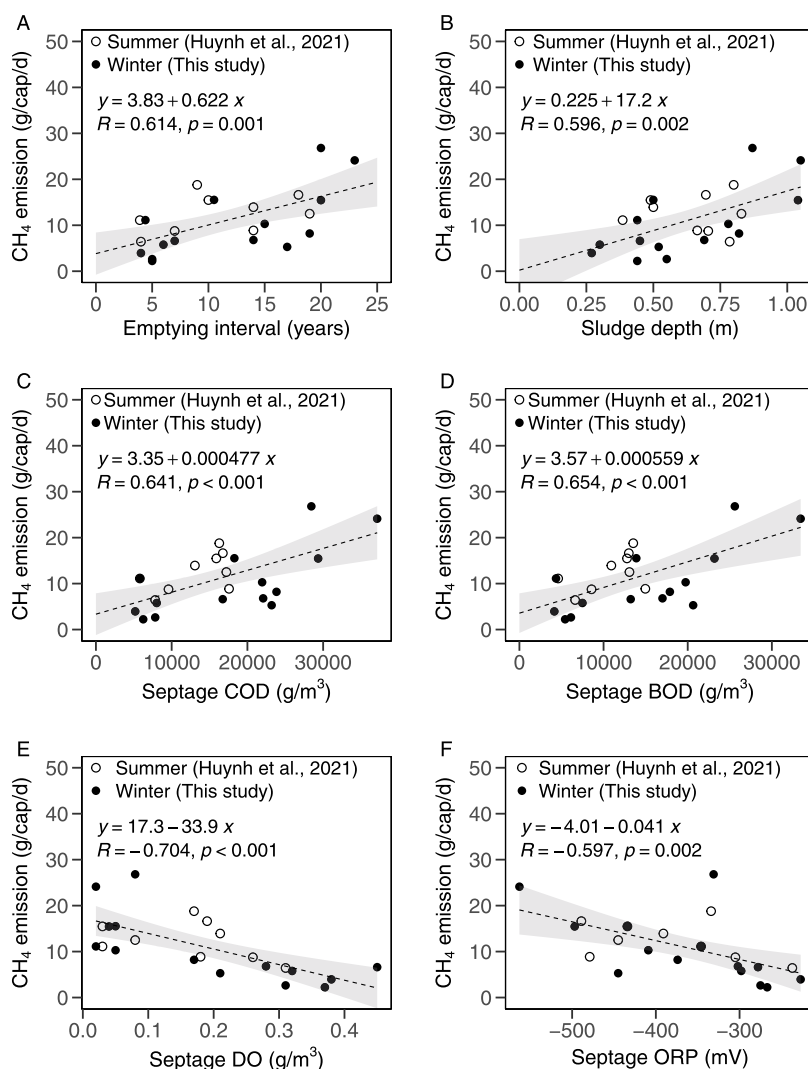 A
CH₄ emission (g/cap/d)
50
40
30
20
10
0
Summer (Huynh et al., 2021)
Winter (This study)
y = 3.83 + 0.622 x
R = 0.614, p = 0.001
0 5 10 15 20 25
Emptying interval (years)
B
CH₄ emission (g/cap/d)
50
40
30
20
10
0
Summer (Huynh et al., 2021)
Winter (This study)
y = 0.225 + 17.2 x
R = 0.596, p = 0.002
0.00 0.25 0.50 0.75 1.00
Sludge depth (m)
C
CH₄ emission (g/cap/d)
50
40
30
20
10
0
Summer (Huynh et al., 2021)
Winter (This study)
y = 3.35 + 0.000477 x
R = 0.641, p < 0.001
0 10000 20000 30000
Septage COD (g/m³)
D
CH₄ emission (g/cap/d)
50
40
30
20
10
0
Summer (Huynh et al., 2021)
Winter (This study)
y = 3.57 + 0.000559 x
R = 0.654, p < 0.001
0 10000 20000 30000
Septage BOD (g/m³)
E
CH₄ emission (g/cap/d)
50
40
30
20
10
0
Summer (Huynh et al., 2021)
Winter (This study)
y = 17.3 − 33.9 x
R = −0.704, p < 0.001
0.0 0.1 0.2 0.3 0.4
Septage DO (g/m³)
F
CH₄ emission (g/cap/d)
50
40
30
20
10
0
Summer (Huynh et al., 2021)
Winter (This study)
y = −4.01 − 0.041 x
R = −0.597, p = 0.002
−500 −400 −300
Septage ORP (mV)